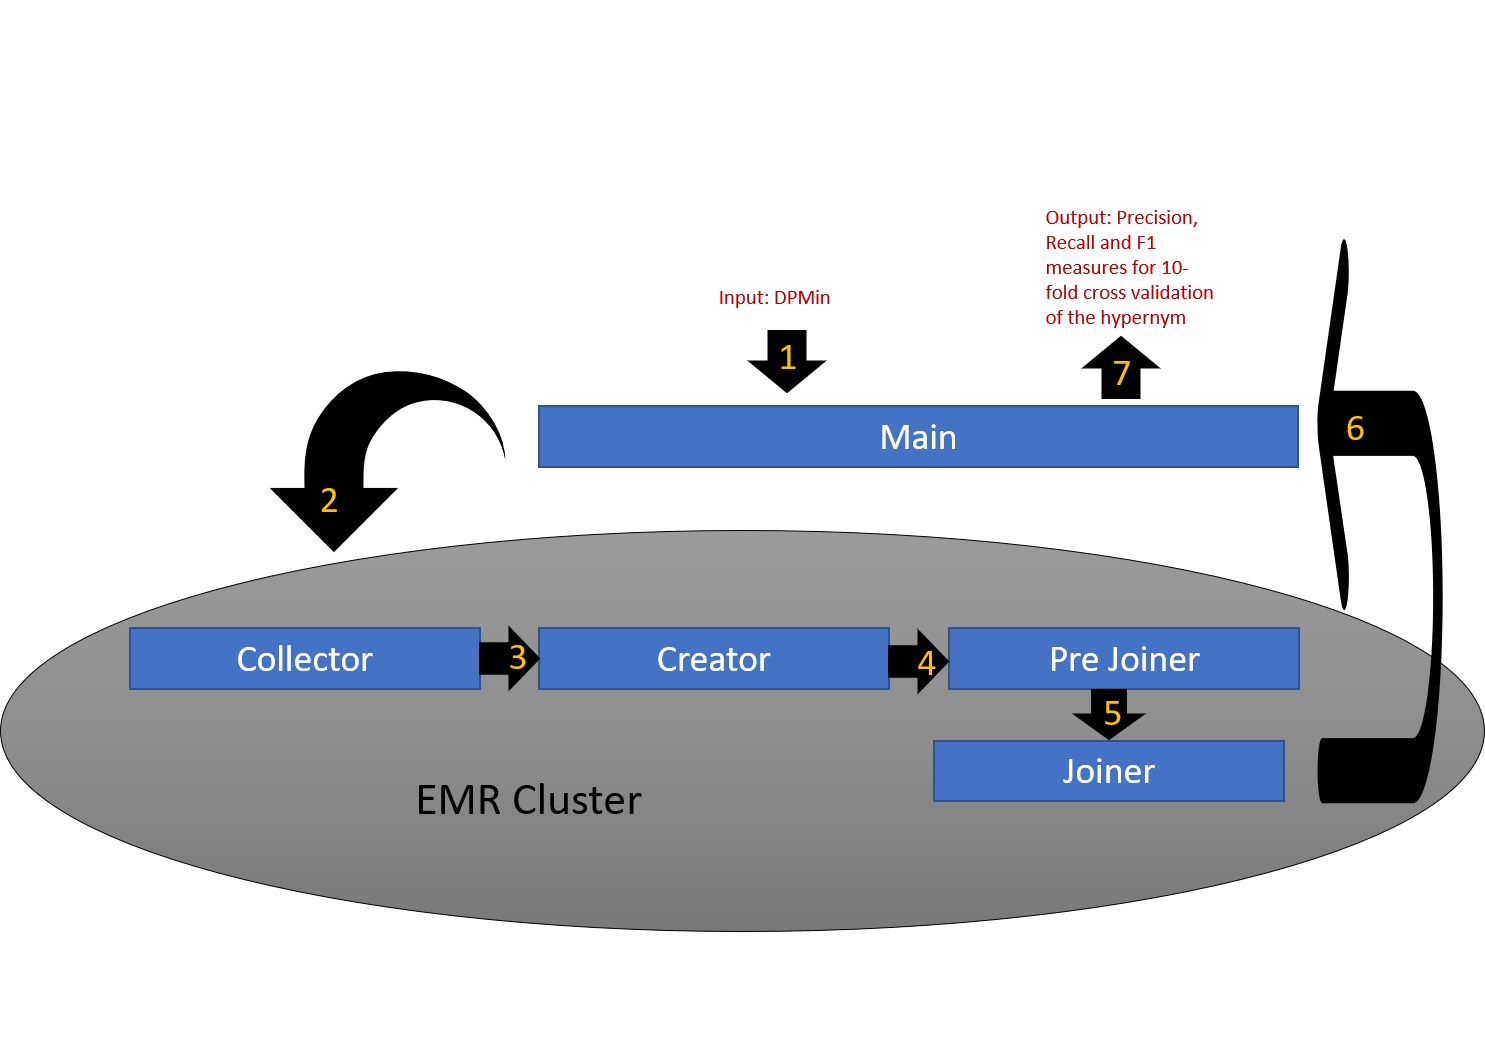 Output: Precision,
Recall and F1
measures for 10-
fold cross validation
of the hypernym
Input: DPMin
1
7
Main
6
2
Collector
3
Creator
4
Pre Joiner
5
Joiner
EMR Cluster